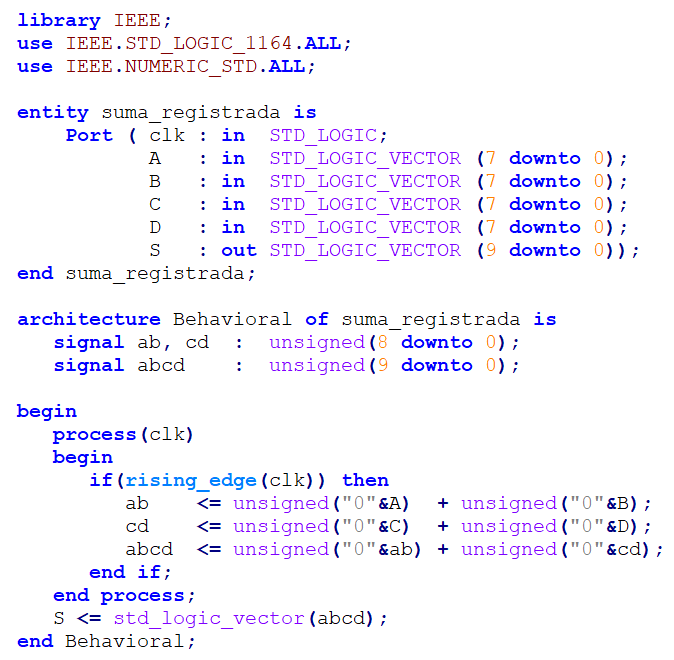 library IEEE;
use IEEE.STD_LOGIC_1164.ALL;
use IEEE.NUMERIC_STD.ALL;

entity suma_registrada is
    Port ( clk : in  STD_LOGIC;
           A   : in  STD_LOGIC_VECTOR (7 downto 0);
           B   : in  STD_LOGIC_VECTOR (7 downto 0);
           C   : in  STD_LOGIC_VECTOR (7 downto 0);
           D   : in  STD_LOGIC_VECTOR (7 downto 0);
           S   : out STD_LOGIC_VECTOR (9 downto 0));
end suma_registrada;

architecture Behavioral of suma_registrada is
   signal ab, cd  :  unsigned(8 downto 0);
   signal abcd    :  unsigned(9 downto 0);

begin
   process(clk)
   begin
      if(rising_edge(clk)) then
         ab    <= unsigned("0"&A)  + unsigned("0"&B);
         cd    <= unsigned("0"&C)  + unsigned("0"&D);
         abcd  <= unsigned("0"&ab) + unsigned("0"&cd);
      end if;
   end process;
   S <= std_logic_vector(abcd);
end Behavioral;